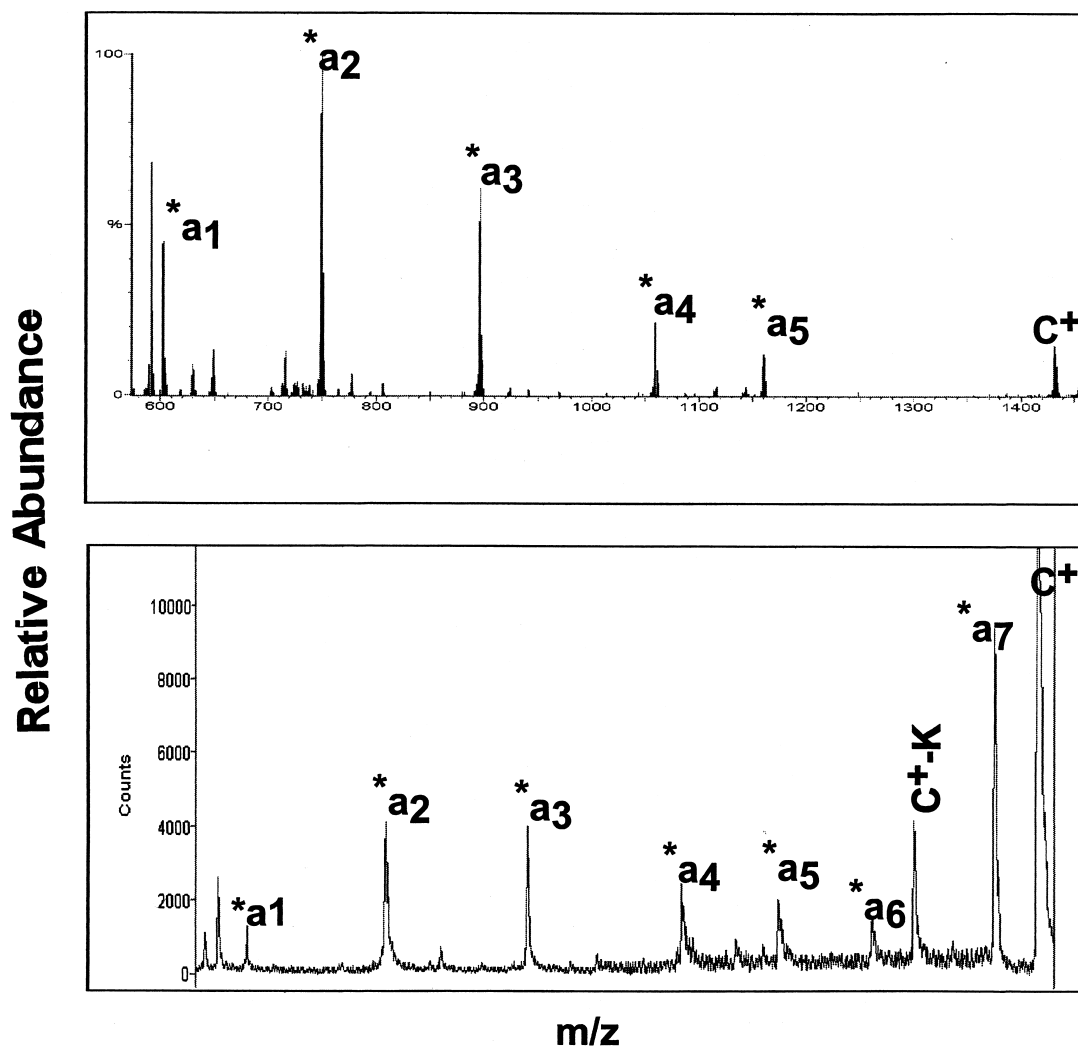 Relative Abundance
100
%
0
*a1
*a2
*a3
*a4
*a5
C+
600 700 800 900 1000 1100 1200 1300 1400
Counts
10000
8000
6000
4000
2000
0
*a1
*a2
*a3
*a4
*a5
*a6
C+-K
*a7
C+
m/z